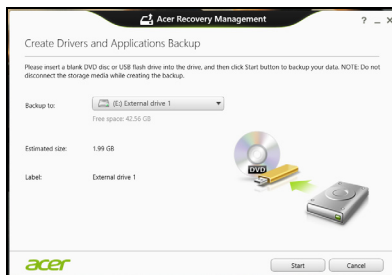 Acer Recovery Management
? _ X
Create Drivers and Applications Backup
Please insert a blank DVD disc or USB flash drive into the drive, and then click Start button to backup your data. NOTE: Do not
disconnect the storage media while creating the backup.
Backup to: (E:) External drive 1
Free space: 42.56 GB
Estimated size: 1.99 GB
Label: External drive 1
DVD
acer
Start Cancel